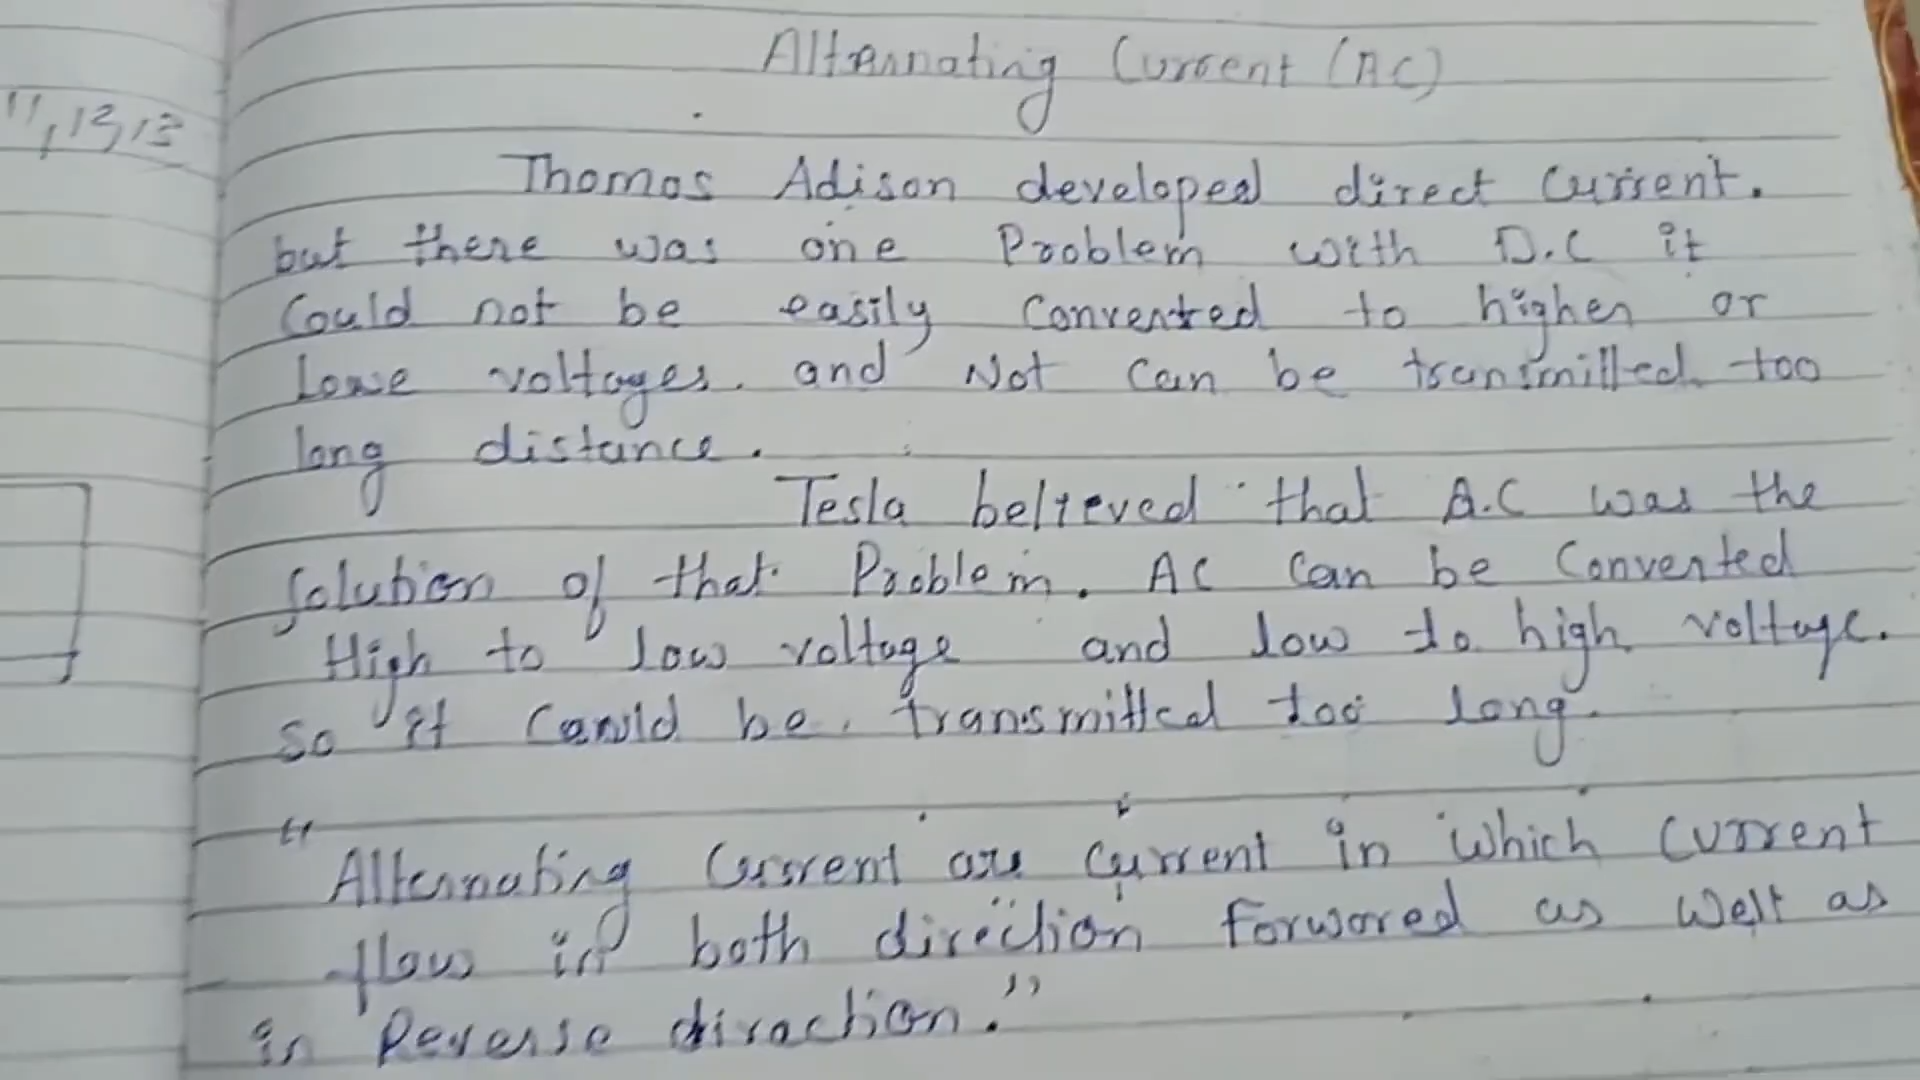 Alternating Current (AC)
11, 12, 13
Thomas Adison developed direct current.
but there was one Problem with D.C it
Could not be easily Converted to higher or
Lowe voltages. and Not Can be transmitted too
long distance.
Tesla believed that A.C was the
Solution of that Problem. AC Can be Converted
High to low voltage and low to high voltage.
so it Could be transmitted too long.
"Alternating Current are Current in which Current
flow in both direction forwored as well as
in Reverse diraction."